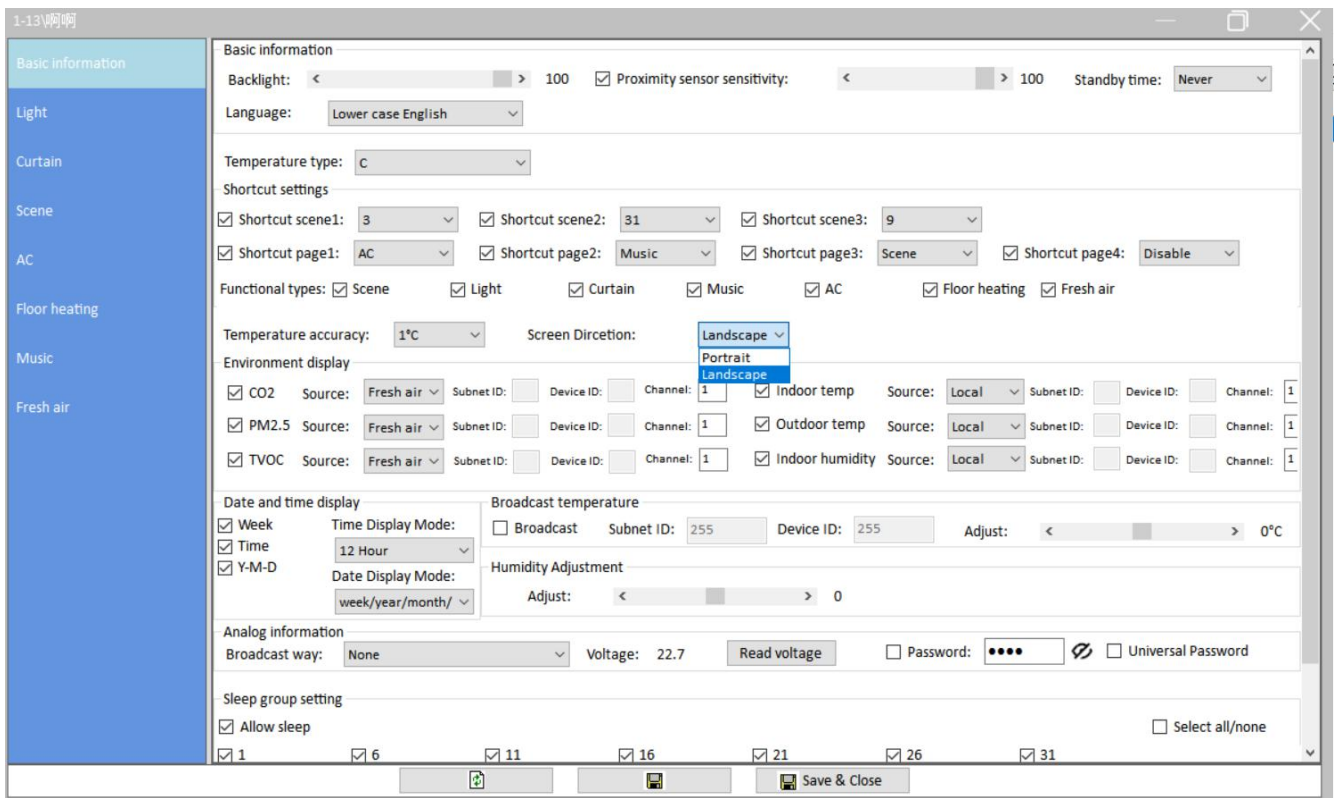 1-13\啊啊
Basic information
Light
Curtain
Scene
AC
Floor heating
Music
Fresh air
Basic information
Backlight: 100 Proximity sensor sensitivity: 100 Standby time: Never
Language: Lower case English
Temperature type: C
Shortcut settings
Shortcut scene1: 3 Shortcut scene2: 31 Shortcut scene3: 9
Shortcut page1: AC Shortcut page2: Music Shortcut page3: Scene Shortcut page4: Disable
Functional types: Scene Light Curtain Music AC Floor heating Fresh air
Temperature accuracy: 1°C Screen Dircetion: Landscape
Portrait
Landscape
Environment display
CO2 Source: Fresh air Subnet ID: Device ID: Channel: 1 Indoor temp Source: Local Subnet ID: Device ID: Channel: 1
PM2.5 Source: Fresh air Subnet ID: Device ID: Channel: 1 Outdoor temp Source: Local Subnet ID: Device ID: Channel: 1
TVOC Source: Fresh air Subnet ID: Device ID: Channel: 1 Indoor humidity Source: Local Subnet ID: Device ID: Channel: 1
Date and time display
Week Time Display Mode:
Time 12 Hour
Y-M-D Date Display Mode:
week/year/month/
Broadcast temperature
Broadcast Subnet ID: 255 Device ID: 255 Adjust: 0°C
Humidity Adjustment
Adjust: 0
Analog information
Broadcast way: None Voltage: 22.7 Read voltage Password: •••• Universal Password
Sleep group setting
Allow sleep Select all/none
1 6 11 16 21 26 31
Save & Close